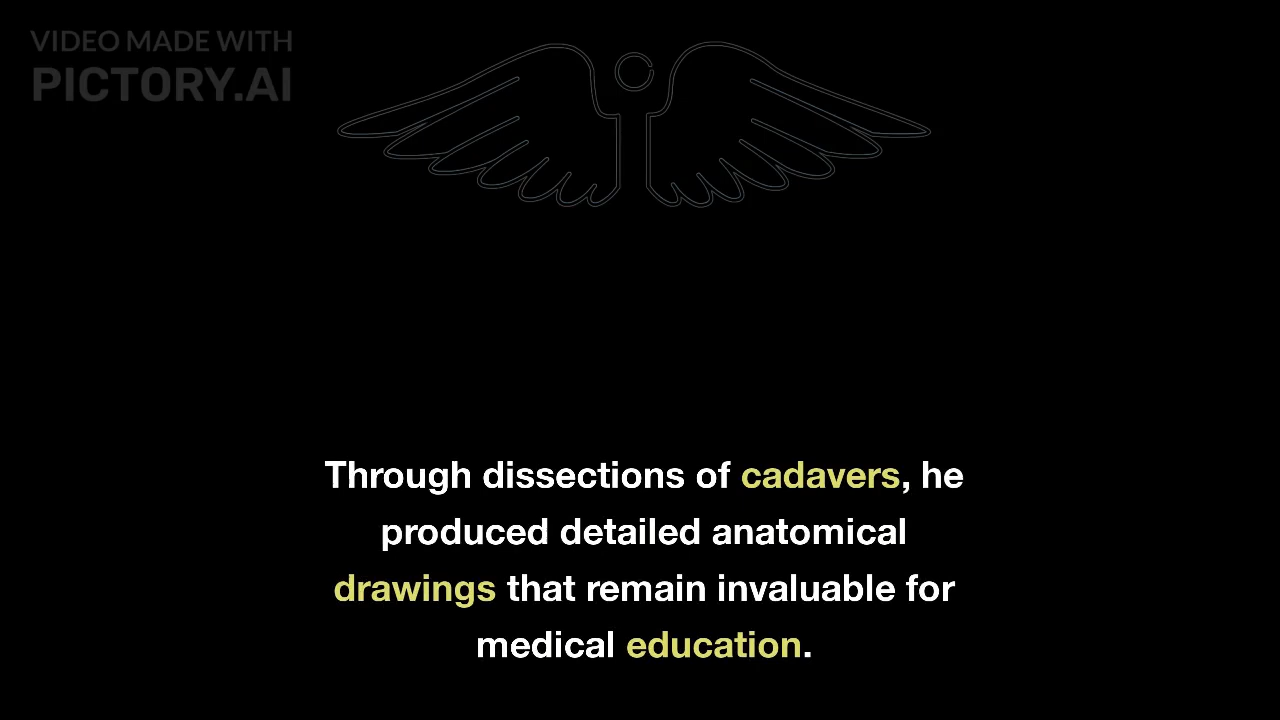 VIDEO MADE WITH
PICTORY.AI
Through dissections of cadavers, he
produced detailed anatomical
drawings that remain invaluable for
medical education.